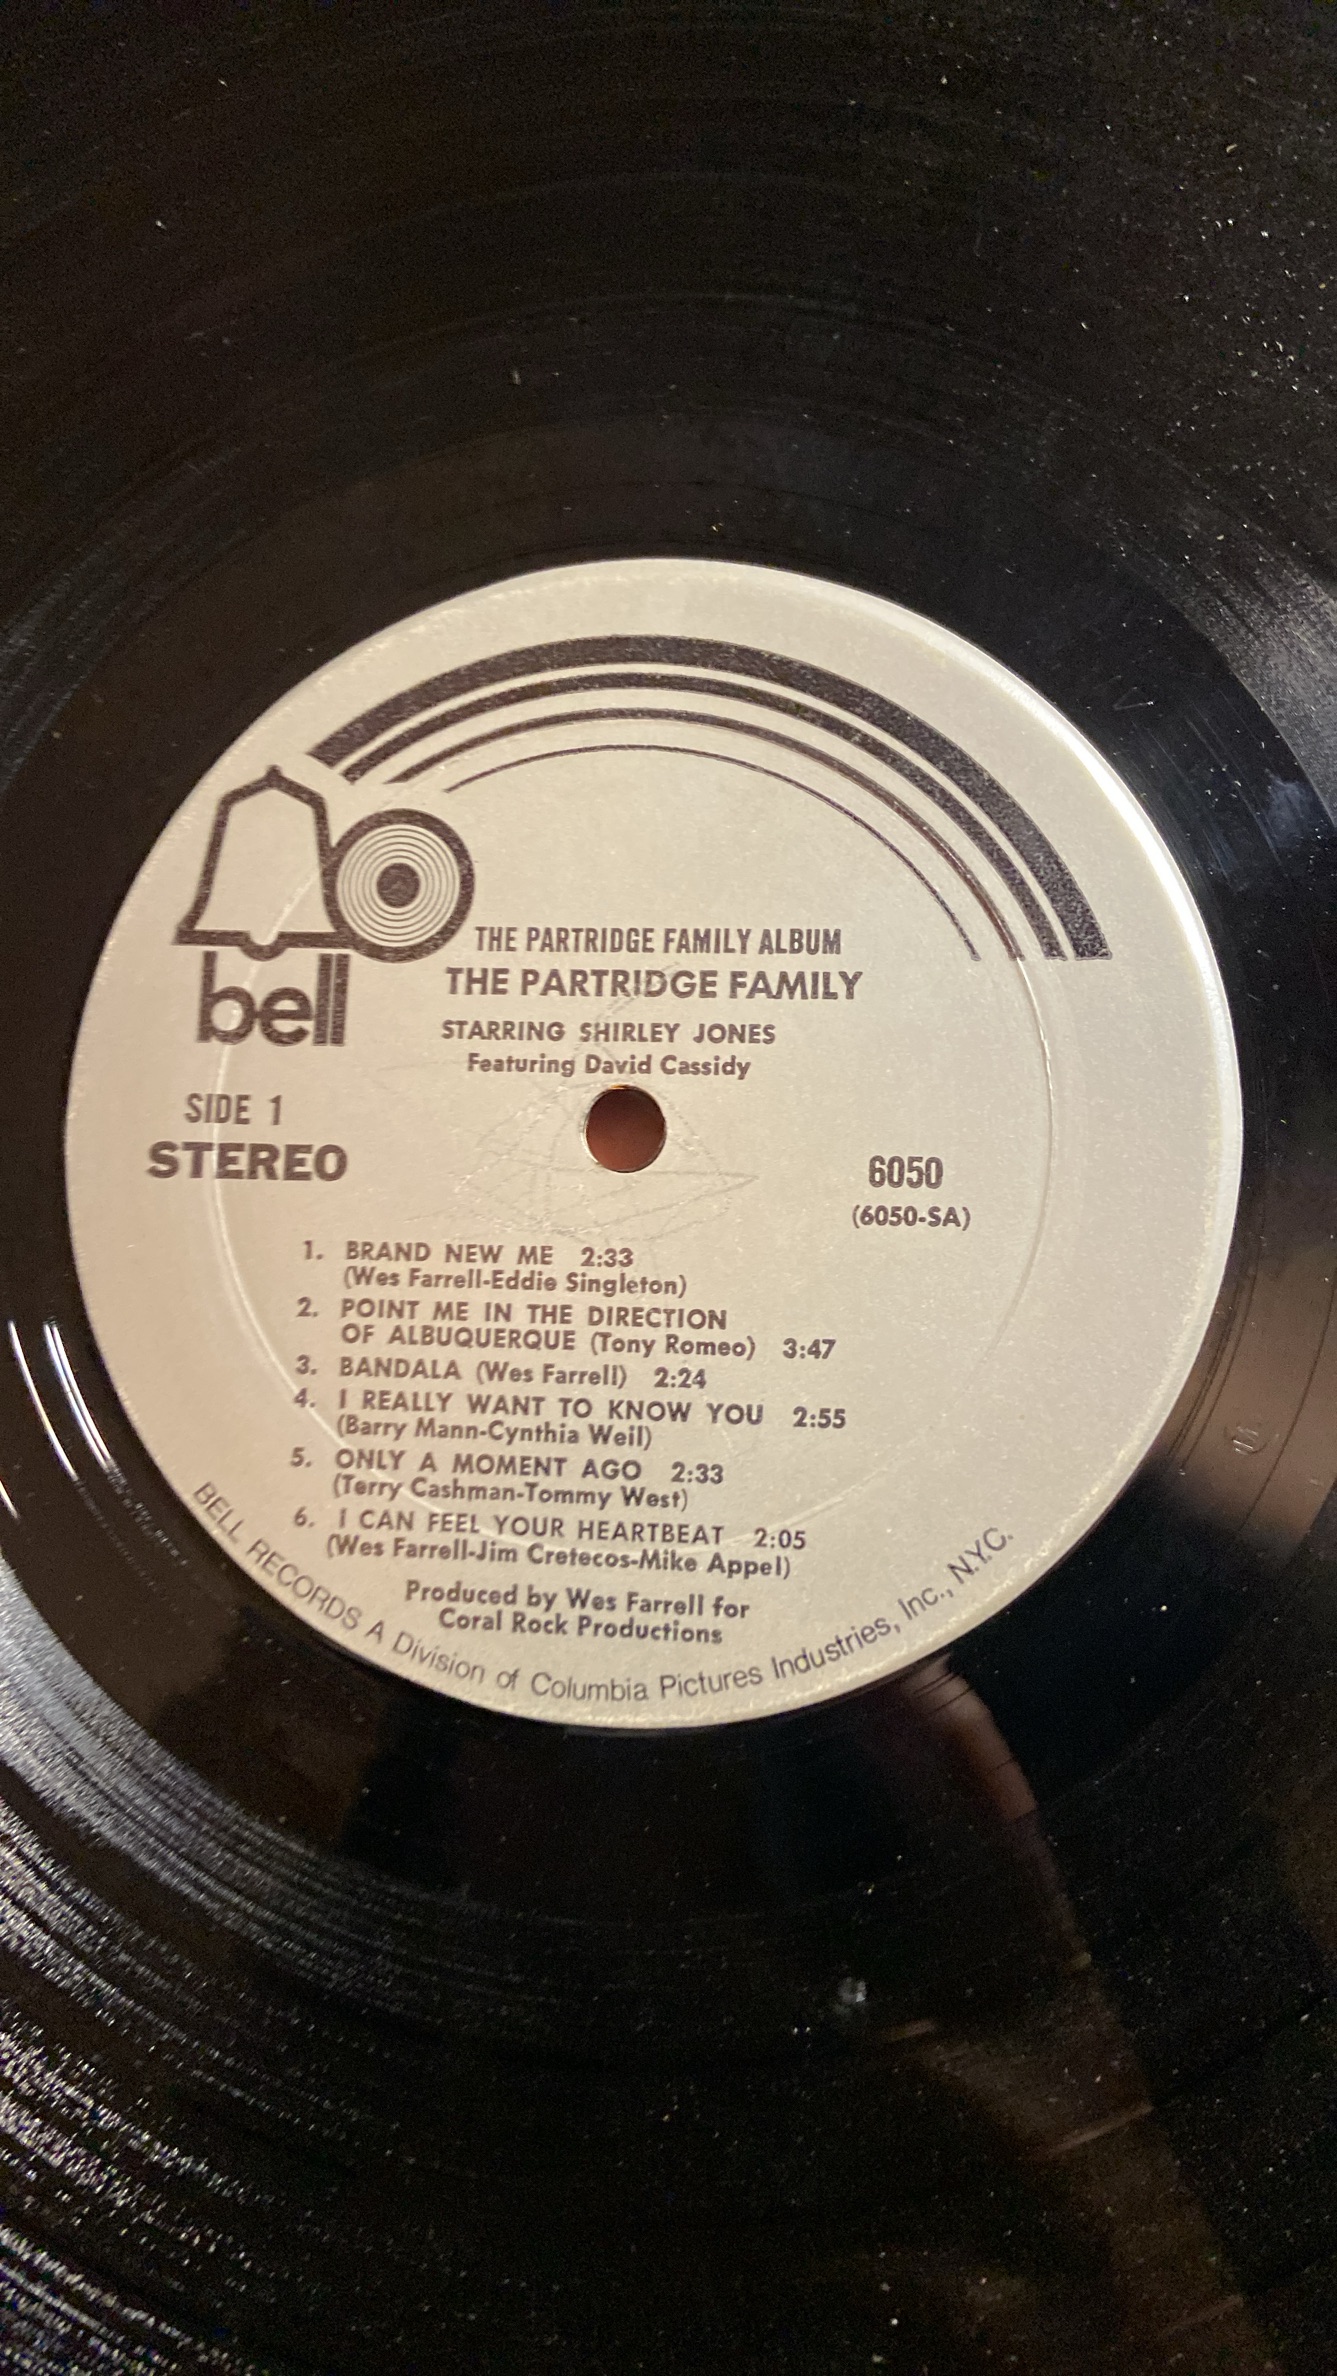 bell
THE PARTRIDGE FAMILY ALBUM
THE PARTRIDGE FAMILY
STARRING SHIRLEY JONES
Featuring David Cassidy
SIDE 1
STEREO
6050
(6050-SA)
1. BRAND NEW ME 2:33
(Wes Farrell-Eddie Singleton)
2. POINT ME IN THE DIRECTION
OF ALBUQUERQUE (Tony Romeo) 3:47
3. BANDALA (Wes Farrell) 2:24
4. I REALLY WANT TO KNOW YOU 2:55
(Barry Mann-Cynthia Weil)
5. ONLY A MOMENT AGO 2:33
(Terry Cashman-Tommy West)
6. I CAN FEEL YOUR HEARTBEAT 2:05
(Wes Farrell-Jim Cretecos-Mike Appel)
Produced by Wes Farrell for
Coral Rock Productions
BELL RECORDS A Division of Columbia Pictures Industries, Inc., N.Y.C.